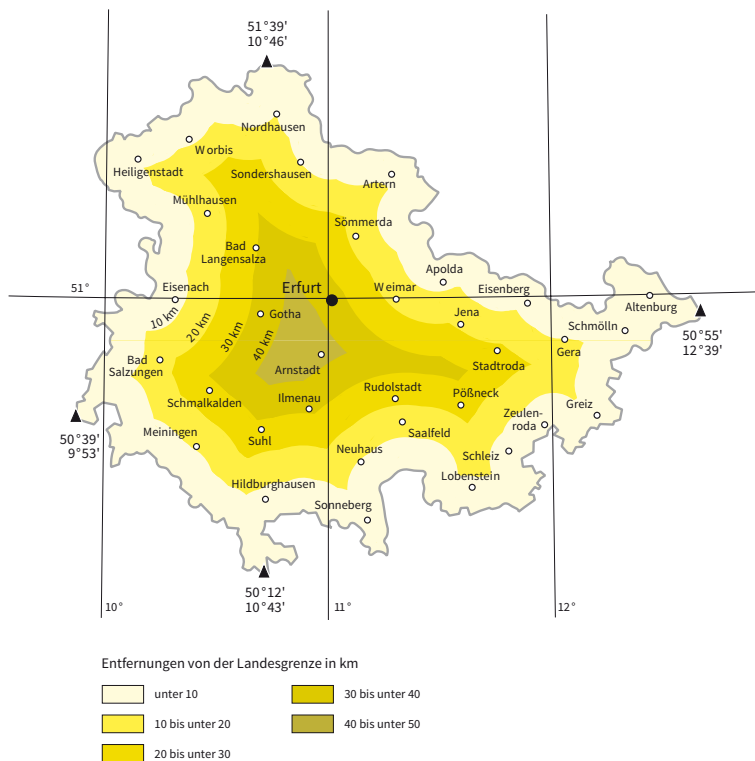 51°39'
10°46'
Nordhausen
Worbis
Heiligenstadt
Sondershausen
Artern
Mühlhausen
Sömmerda
Bad
Langensalza
Apolda
51°
Eisenach
Erfurt
Weimar
Eisenberg
Altenburg
10 km
20 km
30 km
40 km
Gotha
Jena
Schmölln
50°55'
12°39'
Gera
Bad
Salzungen
Arnstadt
Stadtroda
Schmalkalden
Ilmenau
Rudolstadt
Pößneck
Greiz
50°39'
9°53'
Meiningen
Suhl
Saalfeld
Zeulen-
roda
Neuhaus
Schleiz
Hildburghausen
Lobenstein
Sonneberg
50°12'
10°43'
10°
11°
12°
Entfernungen von der Landesgrenze in km
unter 10
30 bis unter 40
10 bis unter 20
40 bis unter 50
20 bis unter 30